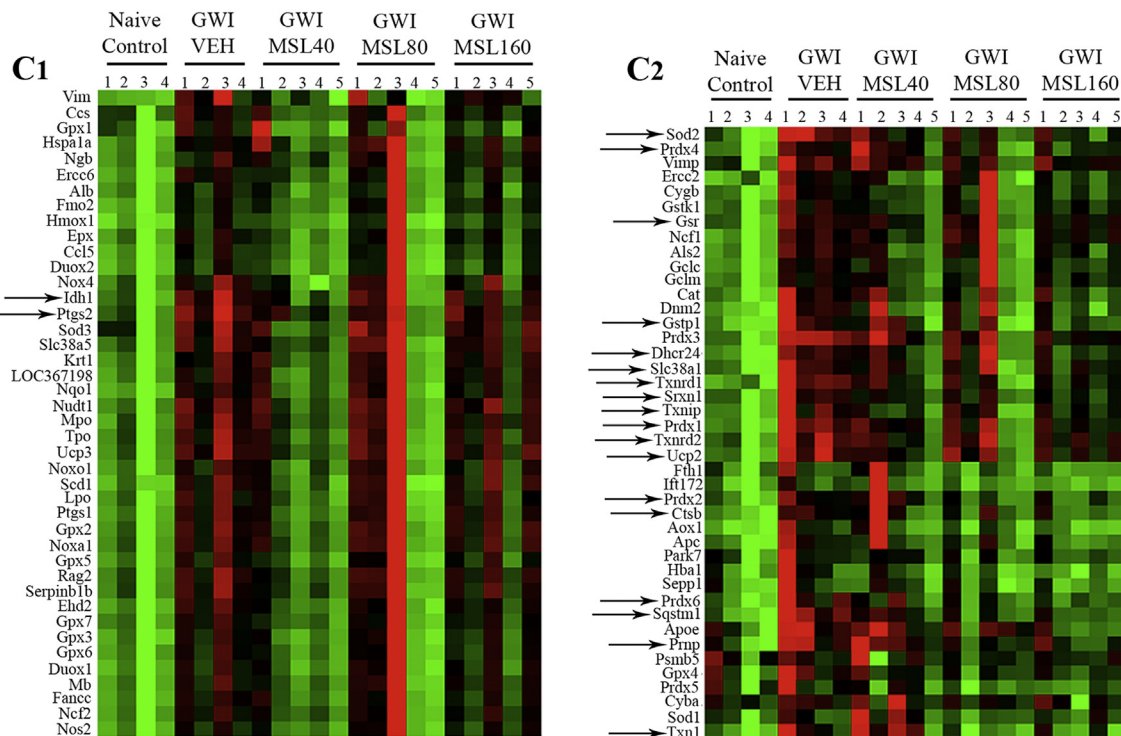 C1
Naive GWI GWI GWI GWI
Control VEH MSL40 MSL80 MSL160
1 2 3 4 1 2 3 4 1 2 3 4 5 1 2 3 4 5 1 2 3 4 5
Vim
Ccs
Gpx1
Hspa1a
Ngb
Ercc6
Alb
Fmo2
Hmox1
Epx
Ccl5
Duox2
Nox4
Idh1
Ptgs2
Sod3
Slc38a5
Krt1
LOC367198
Nqo1
Nudt1
Mpo
Tpo
Ucp3
Noxo1
Scd1
Lpo
Ptgs1
Gpx2
Noxa1
Gpx5
Rag2
Serpinb1b
Ehd2
Gpx7
Gpx3
Gpx6
Duox1
Mb
Fancc
Ncf2
Nos2
C2
Naive GWI GWI GWI GWI
Control VEH MSL40 MSL80 MSL160
1 2 3 4 1 2 3 4 1 2 3 4 5 1 2 3 4 5 1 2 3 4 5
Sod2
Prdx4
Vimp
Ercc2
Cygb
Gstk1
Gsr
Ncf1
Als2
Gclc
Gclm
Cat
Dnm2
Gstp1
Prdx3
Dhcr24
Slc38a1
Txnrd1
Srxn1
Txnip
Prdx1
Txnrd2
Ucp2
Fth1
Ift172
Prdx2
Ctsb
Aox1
Apc
Park7
Hba1
Sepp1
Prdx6
Sqstm1
Apoe
Prnp
Psmb5
Gpx4
Prdx5
Cyba
Sod1
Txn1